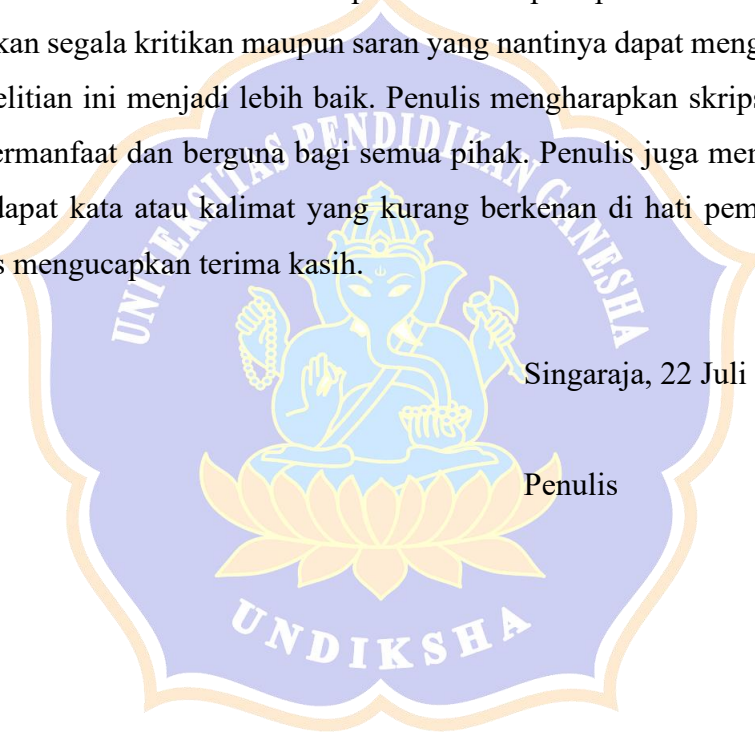 kan segala kritikan maupun saran yang nantinya dapat meng
elitian ini menjadi lebih baik. Penulis mengharapkan skrips
ermanfaat dan berguna bagi semua pihak. Penulis juga mem
dapat kata atau kalimat yang kurang berkenan di hati pem
s mengucapkan terima kasih.
UNIVERSITAS PENDIDIKAN GANESHA
Singaraja, 22 Juli
Penulis
UNDIKSHA